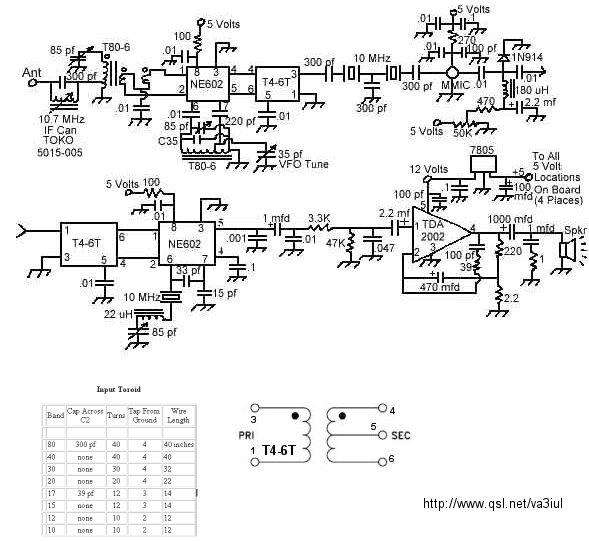 5 Volts
100
.01
85 pf
T80-6
300 pf
Ant
10.7 MHz
IF Can
TOKO
5015-005
.01
1
2
8
3
NE602
4
5
6
7
4
6
T4-6T
5
3
1
.01
.01
85 pf
C35
220 pf
T80-6
35 pf
VFO Tune
300 pf
10 MHz
300 pf
300 pf
5 Volts
.01
.1
270
.01
100 pf
MMIC
.01
1N914
.01
180 uH
470
2.2 mf
5 Volts
50K
12 Volts
7805
+5
100 pf
.1
100
mfd
To All
5 Volt
Locations
On Board
(4 Places)
5 Volts
100
.01
T4-6T
1
3
6
5
4
.01
8
3
1
2
NE602
5
4
6
7
33 pf
10 MHz
15 pf
22 uH
85 pf
.001
.1
1 mfd
.01
3.3K
47K
.047
2.2 mf
5
1
TDA
2002
2
3
4
100 pf
39
470 mfd
1000 mfd
220
2.2
.1 mfd
1
Spkr
Input Toroid
Band Cap Across C2 Turns Tap From Ground Wire Length
80 300 pf 40 4 40 inches
40 none 40 4 40
30 none 30 4 32
20 none 20 4 22
17 39 pf 12 3 14
15 none 12 3 14
12 none 10 2 12
10 none 10 2 12
3
PRI
1
T4-6T
4
5
SEC
6
http://www.qsl.net/va3iul